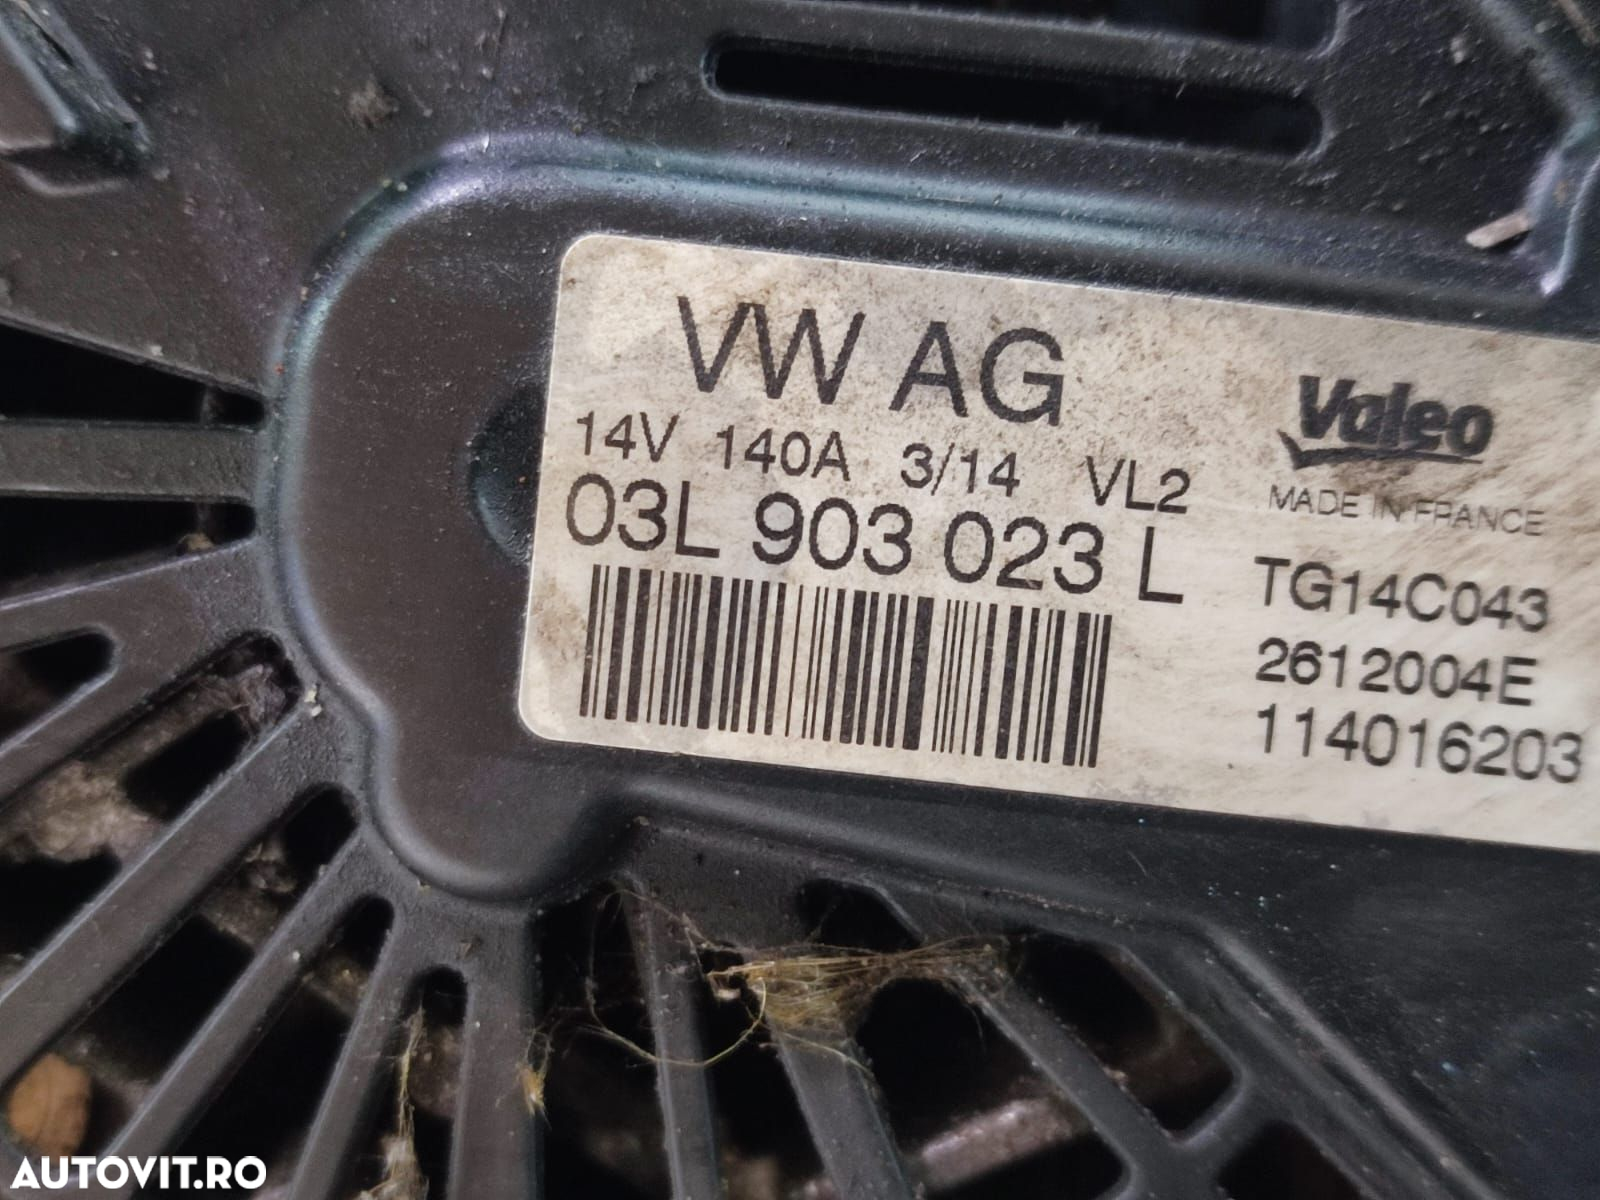 VW AG
14V 140A 3/14 VL2
03L 903 023 L
Valeo
MADE IN FRANCE
TG14C043
2612004E
114016203
AUTOVIT.RO